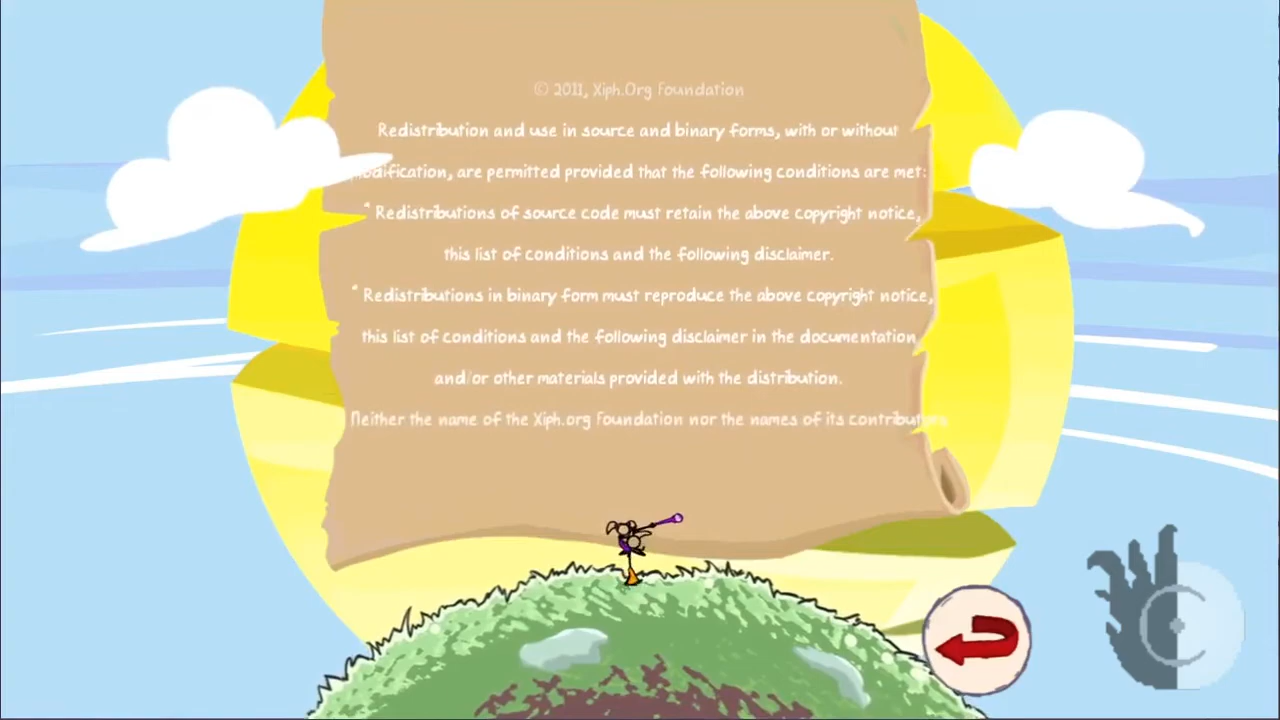 © 2011, Xiph.Org Foundation
Redistribution and use in source and binary forms, with or without
modification, are permitted provided that the following conditions are met:
* Redistributions of source code must retain the above copyright notice,
this list of conditions and the following disclaimer.
* Redistributions in binary form must reproduce the above copyright notice,
this list of conditions and the following disclaimer in the documentation
and/or other materials provided with the distribution.
Neither the name of the Xiph.org Foundation nor the names of its contributors